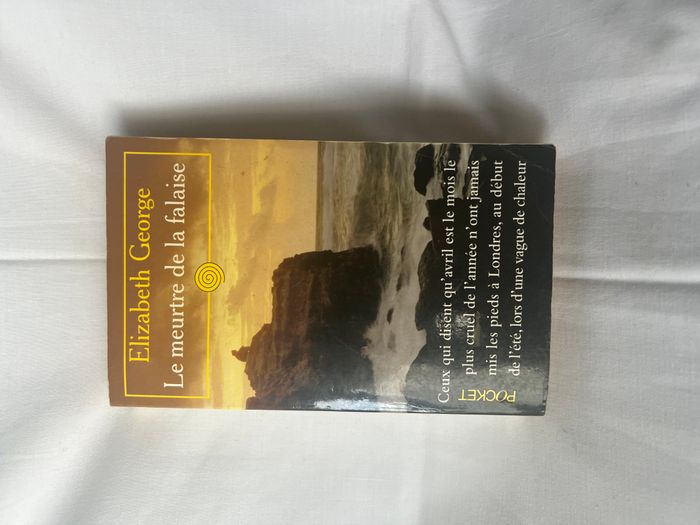 Elizabeth George
Le meurtre de la falaise
Ceux qui disent qu'avril est le mois le
plus cruel de l'année n'ont jamais
mis les pieds à Londres, au début
de l'été, lors d'une vague de chaleur
POCKET